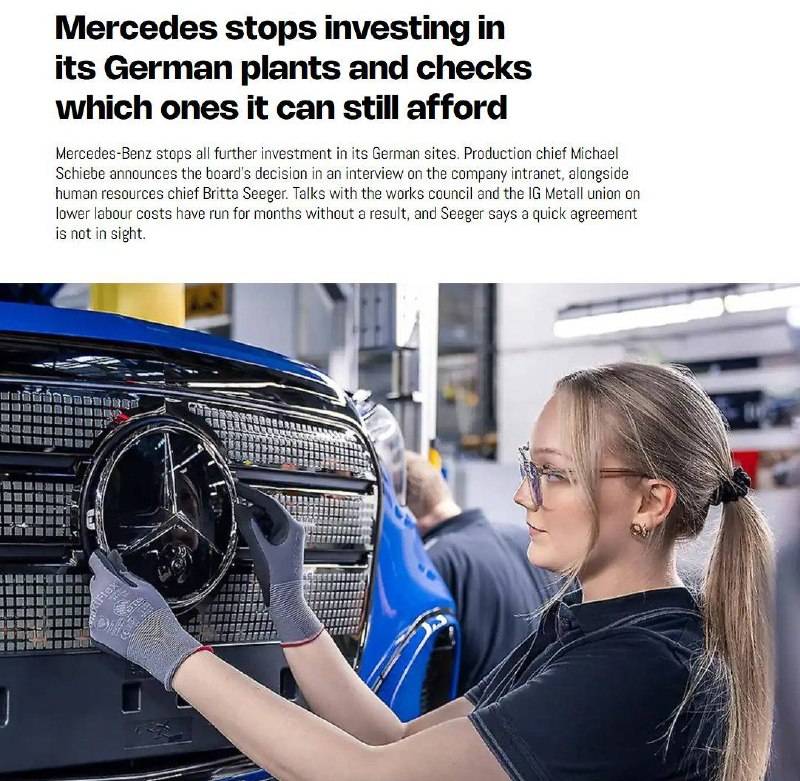 Mercedes stops investing in
its German plants and checks
which ones it can still afford
Mercedes-Benz stops all further investment in its German sites. Production chief Michael
Schiebe announces the board's decision in an interview on the company intranet, alongside
human resources chief Britta Seeger. Talks with the works council and the IG Metall union on
lower labour costs have run for months without a result, and Seeger says a quick agreement
is not in sight.